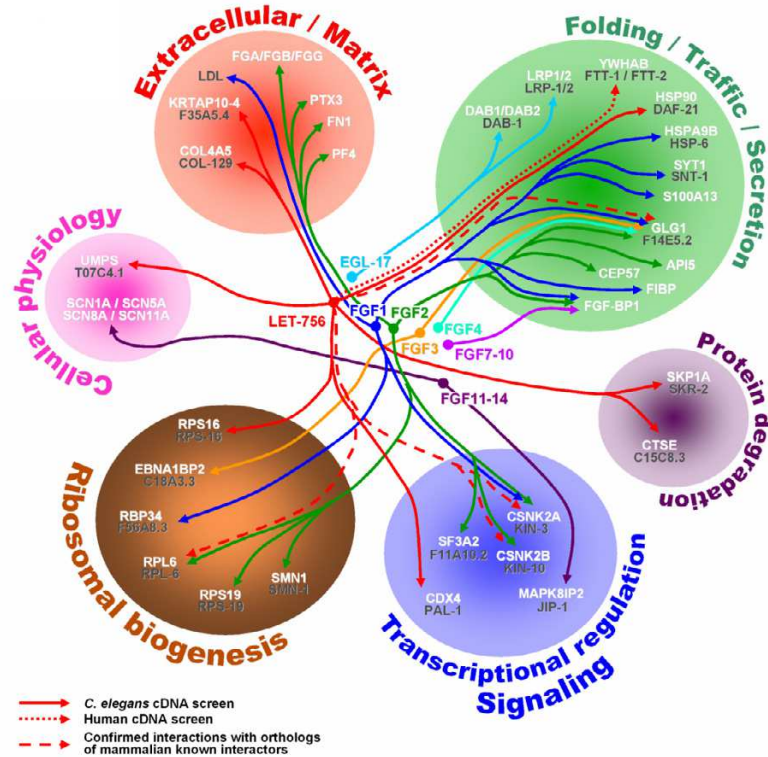 Extracellular / Matrix
FGA/FGB/FGG
LDL
KRTAP10-4
F35A5.4
PTX3
FN1
COL4A5
COL-129
PF4
Folding / Traffic / Secretion
YWHAB
FTT-1 / FTT-2
LRP1/2
LRP-1/2
HSP90
DAF-21
DAB1/DAB2
DAB-1
HSPA9B
HSP-6
SYT1
SNT-1
S100A13
GLG1
F14E5.2
API5
CEP57
FIBP
FGF-BP1
Cellular physiology
UMPS
T07C4.1
SCN1A / SCN5A
SCN8A / SCN11A
EGL-17
LET-756
FGF1
FGF2
FGF3
FGF4
FGF7-10
FGF11-14
Protein degradation
SKP1A
SKR-2
CTSE
C15C8.3
Ribosomal biogenesis
RPS16
RPS-16
EBNA1BP2
C18A3.3
RBP34
F56A8.3
RPL6
RPL-6
RPS19
RPS-19
SMN1
SMN-1
Transcriptional regulation
Signaling
CSNK2A
KIN-3
SF3A2
F11A10.2
CSNK2B
KIN-10
CDX4
PAL-1
MAPK8IP2
JIP-1
C. elegans cDNA screen
Human cDNA screen
Confirmed interactions with orthologs
of mammalian known interactors